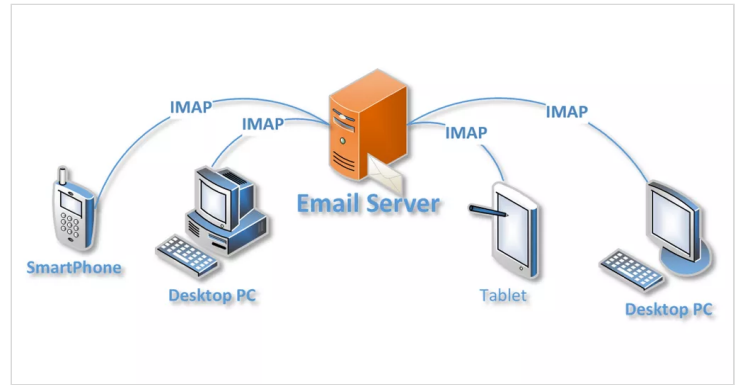 IMAP
IMAP
IMAP
IMAP
Email Server
SmartPhone
Desktop PC
Tablet
Desktop PC